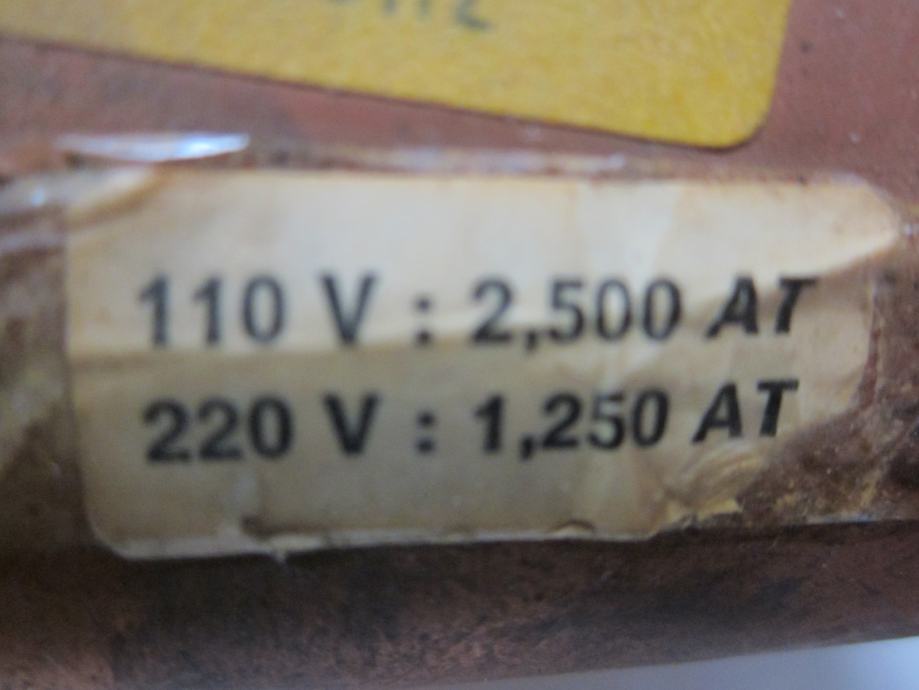 110 V : 2,500 AT
220 V : 1,250 AT